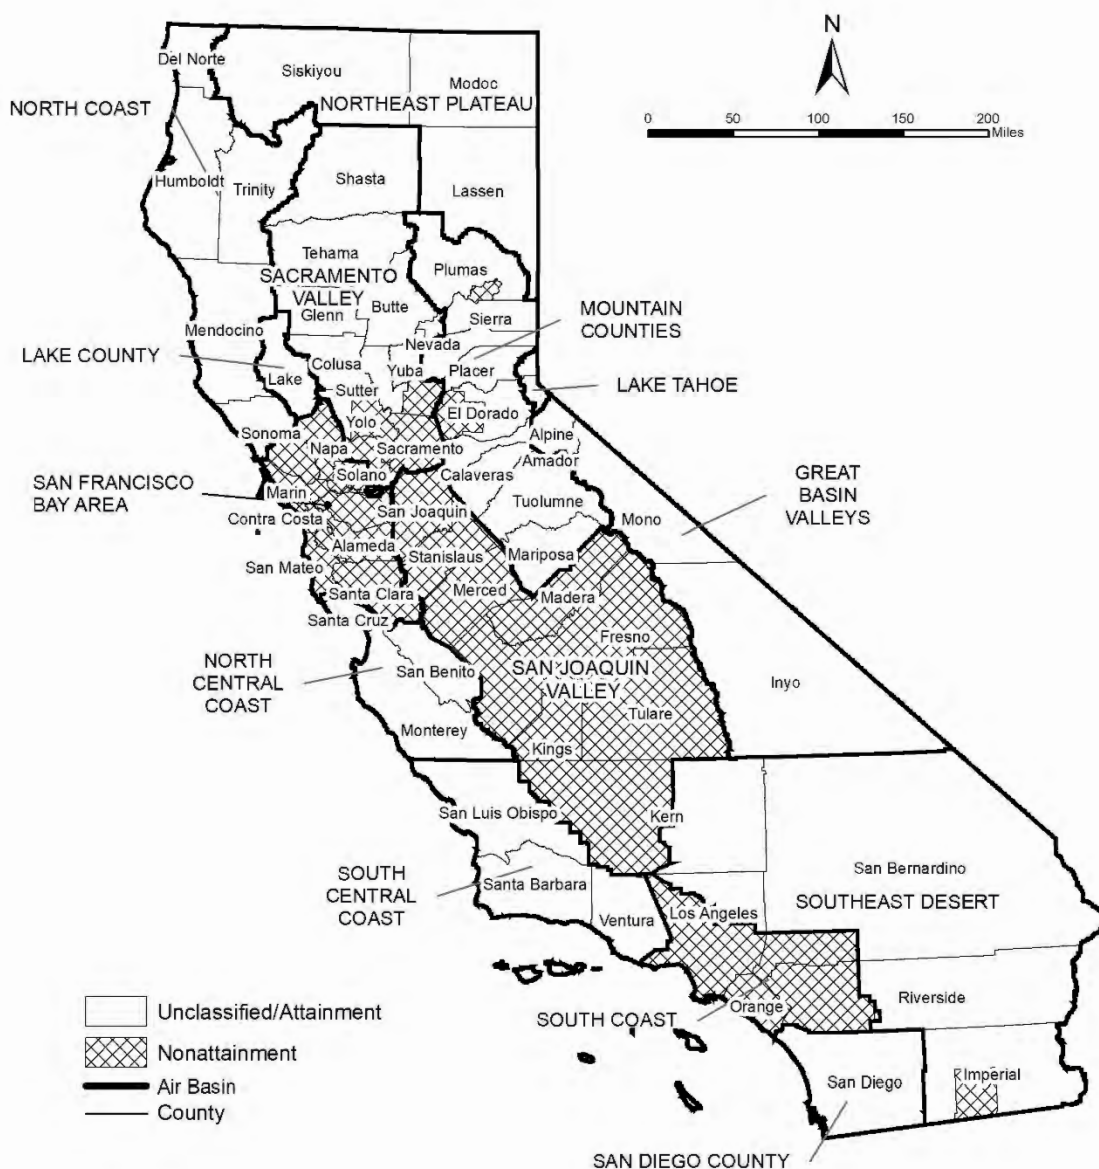 N
0 50 100 150 200
Miles
Del Norte
Siskiyou
Modoc
NORTH COAST
NORTHEAST PLATEAU
Humboldt
Trinity
Shasta
Lassen
Tehama
SACRAMENTO
VALLEY
Plumas
Glenn
Butte
Sierra
MOUNTAIN
COUNTIES
Mendocino
Nevada
LAKE COUNTY
Lake
Colusa
Yuba
Placer
LAKE TAHOE
Sutter
El Dorado
Yolo
Sonoma
Napa
Sacramento
Alpine
Amador
Solano
Calaveras
SAN FRANCISCO
BAY AREA
Marin
Tuolumne
GREAT
BASIN
VALLEYS
Contra Costa
San Joaquin
Mono
Alameda
Stanislaus
Mariposa
San Mateo
Merced
Santa Clara
Madera
Santa Cruz
Fresno
NORTH
CENTRAL
COAST
San Benito
SAN JOAQUIN
VALLEY
Inyo
Tulare
Monterey
Kings
San Luis Obispo
Kern
SOUTH
CENTRAL
COAST
Santa Barbara
San Bernardino
SOUTHEAST DESERT
Ventura
Los Angeles
Orange
Riverside
SOUTH COAST
Unclassified/Attainment
Nonattainment
Air Basin
County
San Diego
Imperial
SAN DIEGO COUNTY